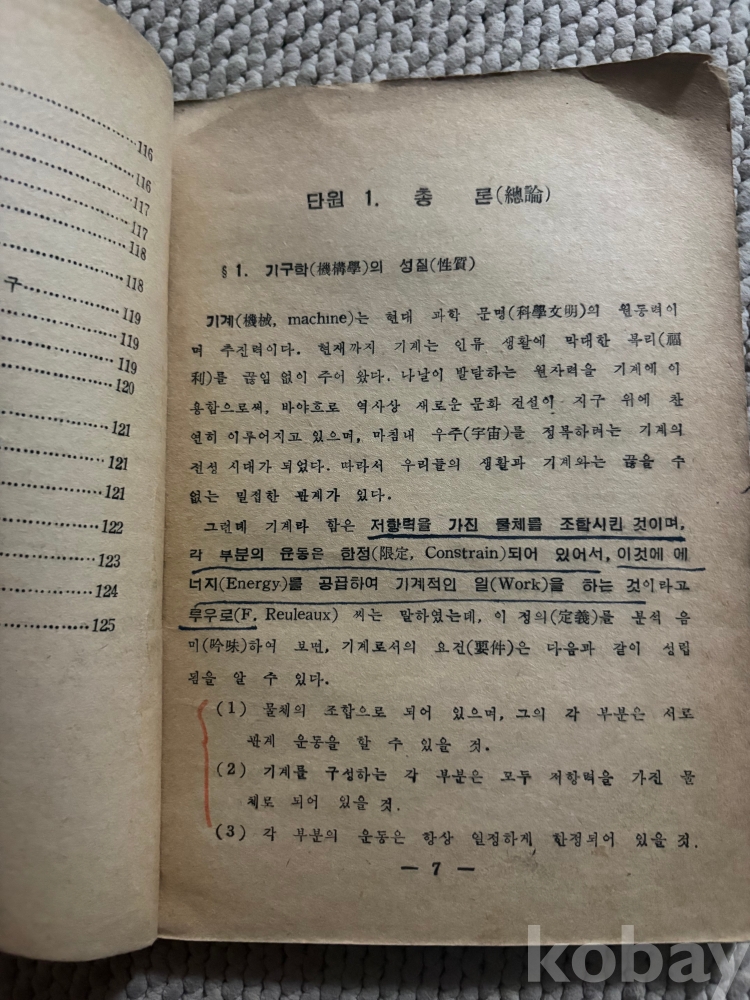 116
116
117
117
118
118
구
119
119
119
120
121
121
121
122
123
124
125
단원 1. 총 론(總論)
§ 1. 기구학(機構學)의 성질(性質)
기계(機械, machine)는 현대 과학 문명(科學文明)의 원동력이
며 추진력이다. 현재까지 기계는 인류 생활에 막대한 복리(福
利)를 끊임 없이 주어 왔다. 나날이 발달하는 원자력을 기계에 이
용함으로써, 바야흐로 역사상 새로운 문화 건설이 지구 위에 찬
연히 이루어지고 있으며, 마침내 우주(宇宙)를 정복하려는 기계의
전성 시대가 되었다. 따라서 우리들의 생활과 기계와는 끊을 수
없는 밀접한 관계가 있다.
그런데 기계라 함은 저항력을 가진 물체를 조합시킨 것이며,
각 부분의 운동은 한정(限定, Constrain)되어 있어서, 이것에 에
너지(Energy)를 공급하여 기계적인 일(Work)을 하는 것이라고
루우로(F. Reuleaux) 씨는 말하였는데, 이 정의(定義)를 분석 음
미(吟味)하여 보면, 기계로서의 요건(要件)은 다음과 같이 성립
됨을 알 수 있다.
(1) 물체의 조합으로 되어 있으며, 그의 각 부분은 서로
관계 운동을 할 수 있을 것.
(2) 기계를 구성하는 각 부분은 모두 저항력을 가진 물
체로 되어 있을 것.
(3) 각 부분의 운동은 항상 일정하게 한정되어 있을 것.
— 7 —
kobay